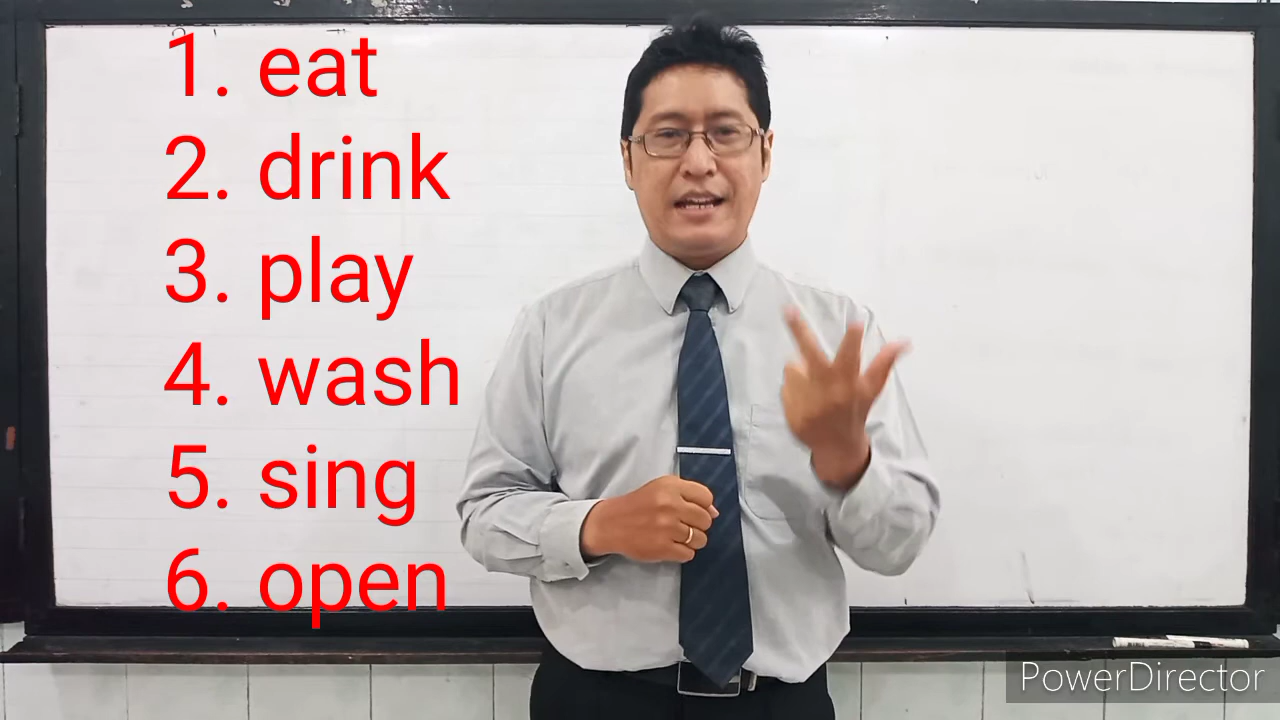 1. eat
2. drink
3. play
4. wash
5. sing
6. open
PowerDirector